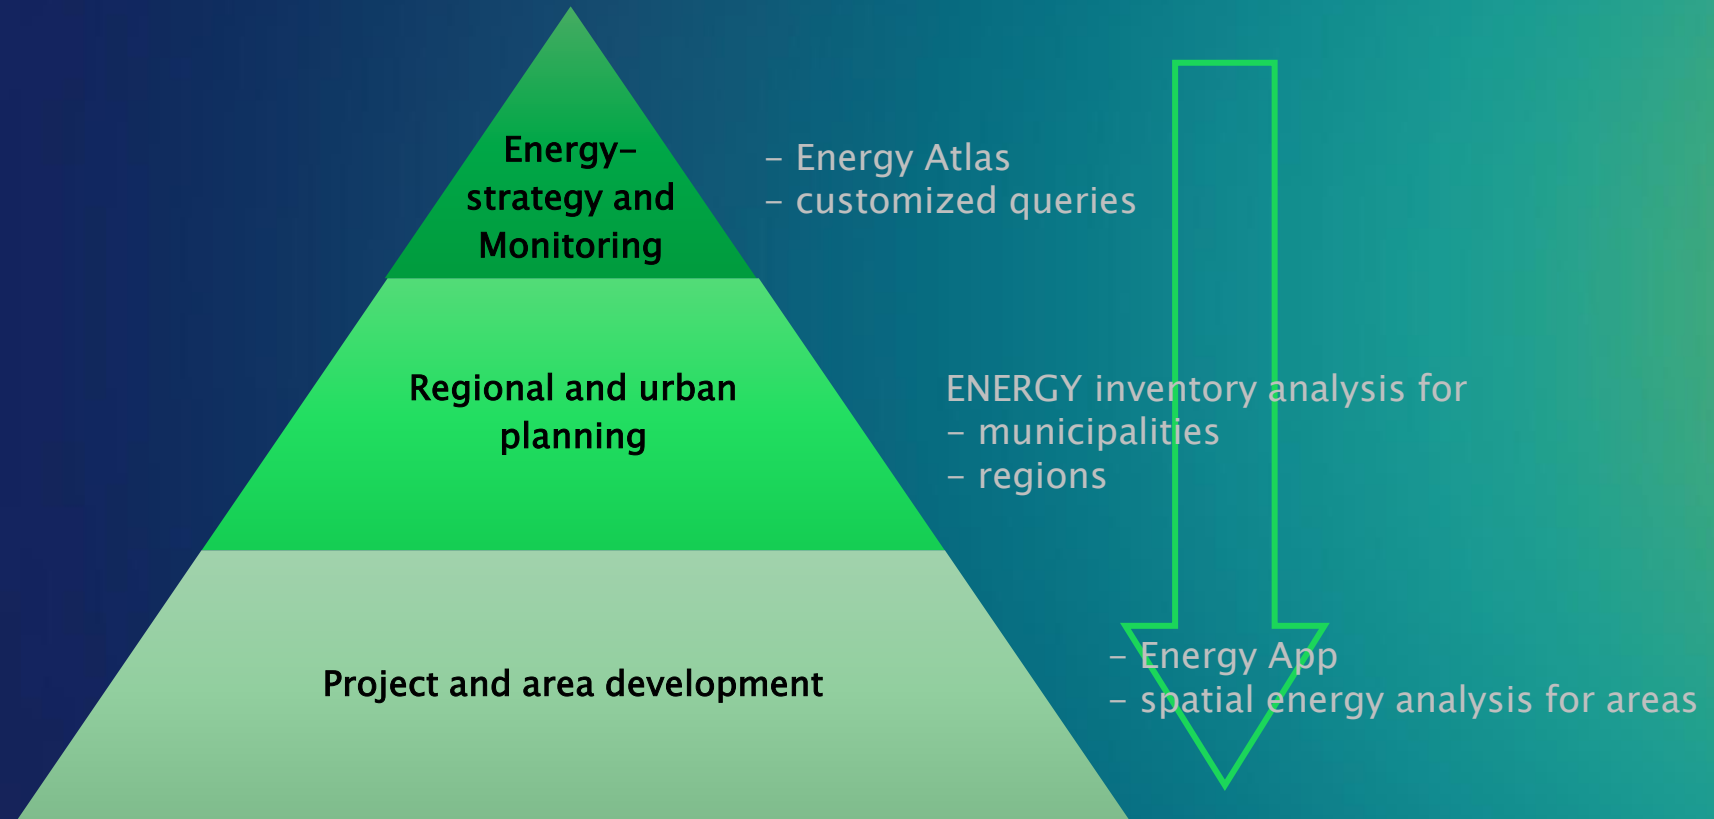 Energy-
strategy and
Monitoring
- Energy Atlas
- customized queries
Regional and urban
planning
ENERGY inventory analysis for
- municipalities
- regions
Project and area development
- Energy App
- spatial energy analysis for areas